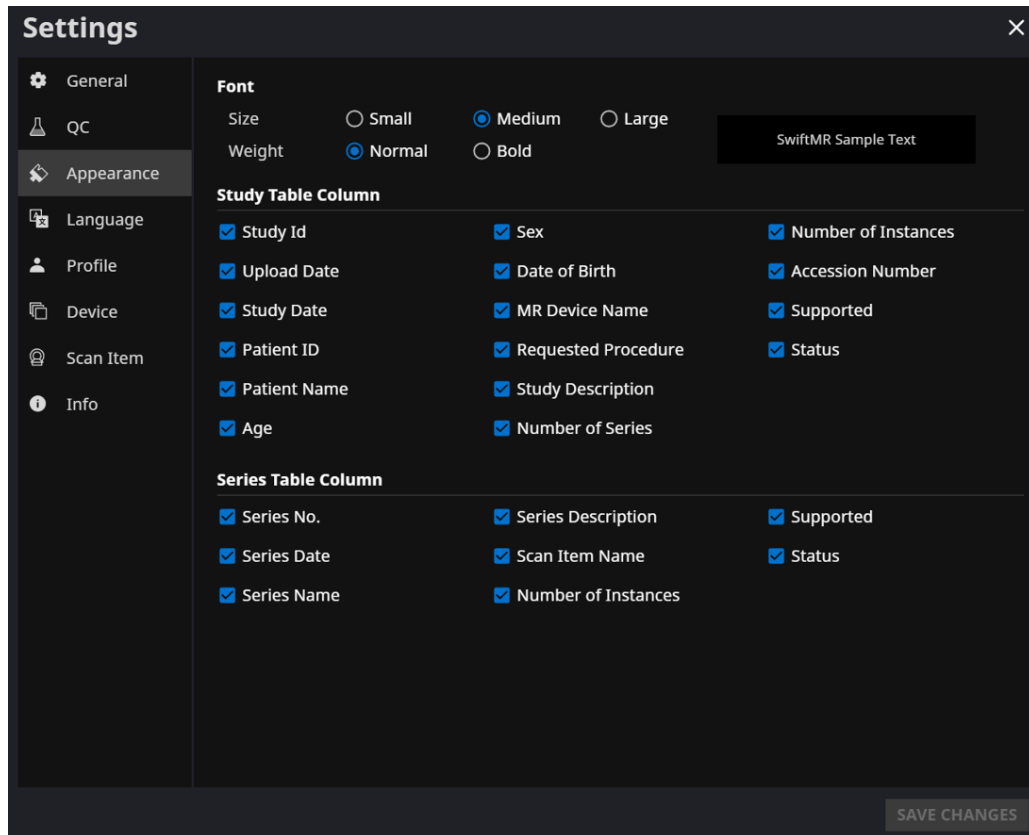 Settings
General
QC
Appearance
Language
Profile
Device
Scan Item
Info
Font
Size Small Medium Large
Weight Normal Bold
SwiftMR Sample Text
Study Table Column
Study Id Sex Number of Instances
Upload Date Date of Birth Accession Number
Study Date MR Device Name Supported
Patient ID Requested Procedure Status
Patient Name Study Description
Age Number of Series
Series Table Column
Series No. Series Description Supported
Series Date Scan Item Name Status
Series Name Number of Instances
SAVE CHANGES